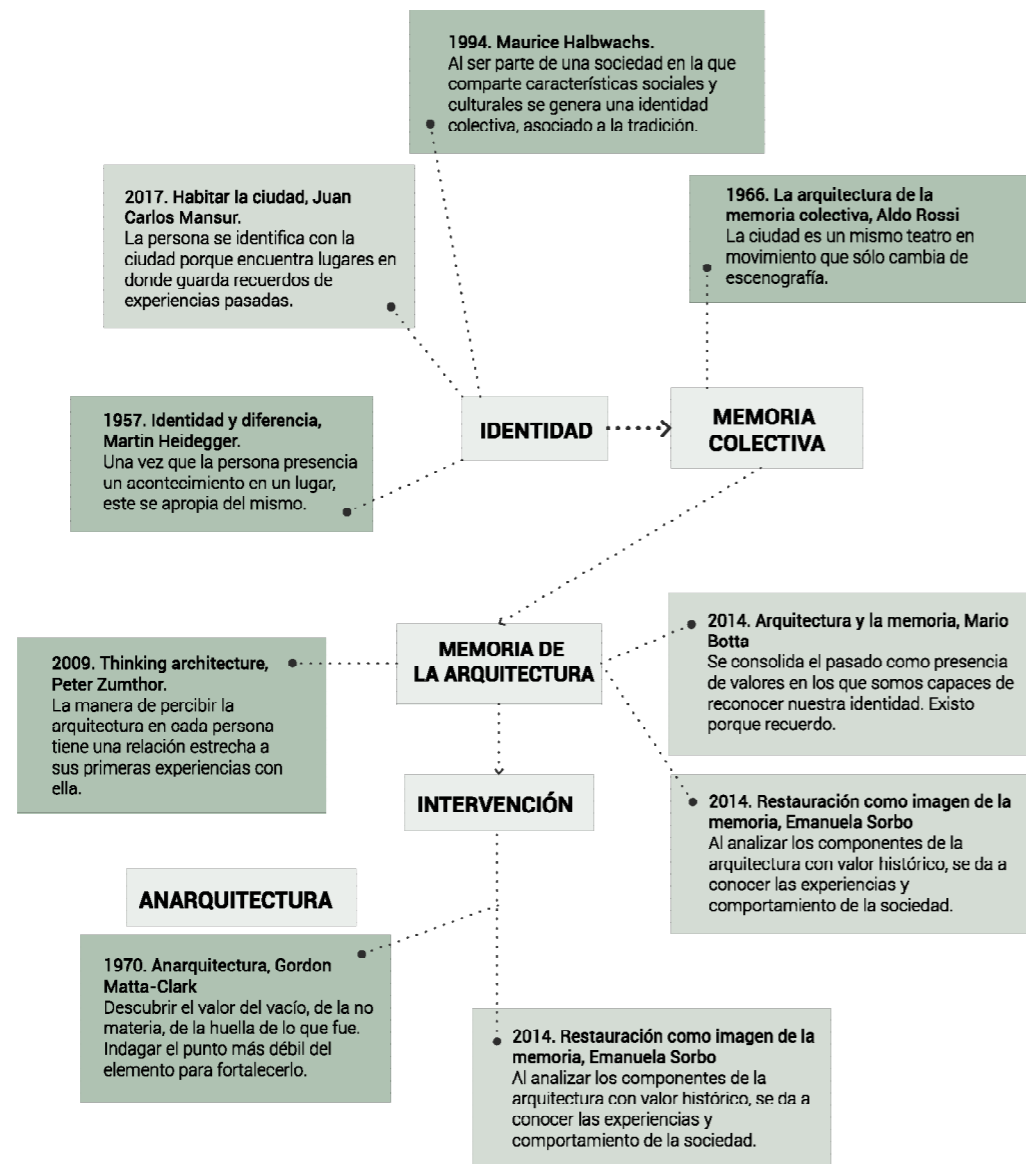 1994. Maurice Halbwachs.
Al ser parte de una sociedad en la que
comparte características sociales y
culturales se genera una identidad
colectiva, asociado a la tradición.
2017. Habitar la ciudad, Juan
Carlos Mansur.
La persona se identifica con la
ciudad porque encuentra lugares en
donde guarda recuerdos de
experiencias pasadas.
1966. La arquitectura de la
memoria colectiva, Aldo Rossi
La ciudad es un mismo teatro en
movimiento que sólo cambia de
escenografía.
1957. Identidad y diferencia,
Martin Heidegger.
Una vez que la persona presencia
un acontecimiento en un lugar,
este se apropia del mismo.
IDENTIDAD
MEMORIA
COLECTIVA
MEMORIA DE
LA ARQUITECTURA
2009. Thinking architecture,
Peter Zumthor.
La manera de percibir la
arquitectura en cada persona
tiene una relación estrecha a
sus primeras experiencias con
ella.
2014. Arquitectura y la memoria, Mario
Botta
Se consolida el pasado como presencia
de valores en los que somos capaces de
reconocer nuestra identidad. Existo
porque recuerdo.
INTERVENCIÓN
2014. Restauración como imagen de la
memoria, Emanuela Sorbo
Al analizar los componentes de la
arquitectura con valor histórico, se da a
conocer las experiencias y
comportamiento de la sociedad.
ANARQUITECTURA
1970. Anarquitectura, Gordon
Matta-Clark
Descubrir el valor del vacío, de la no
materia, de la huella de lo que fue.
Indagar el punto más débil del
elemento para fortalecerlo.
2014. Restauración como imagen de la
memoria, Emanuela Sorbo
Al analizar los componentes de la
arquitectura con valor histórico, se da a
conocer las experiencias y
comportamiento de la sociedad.